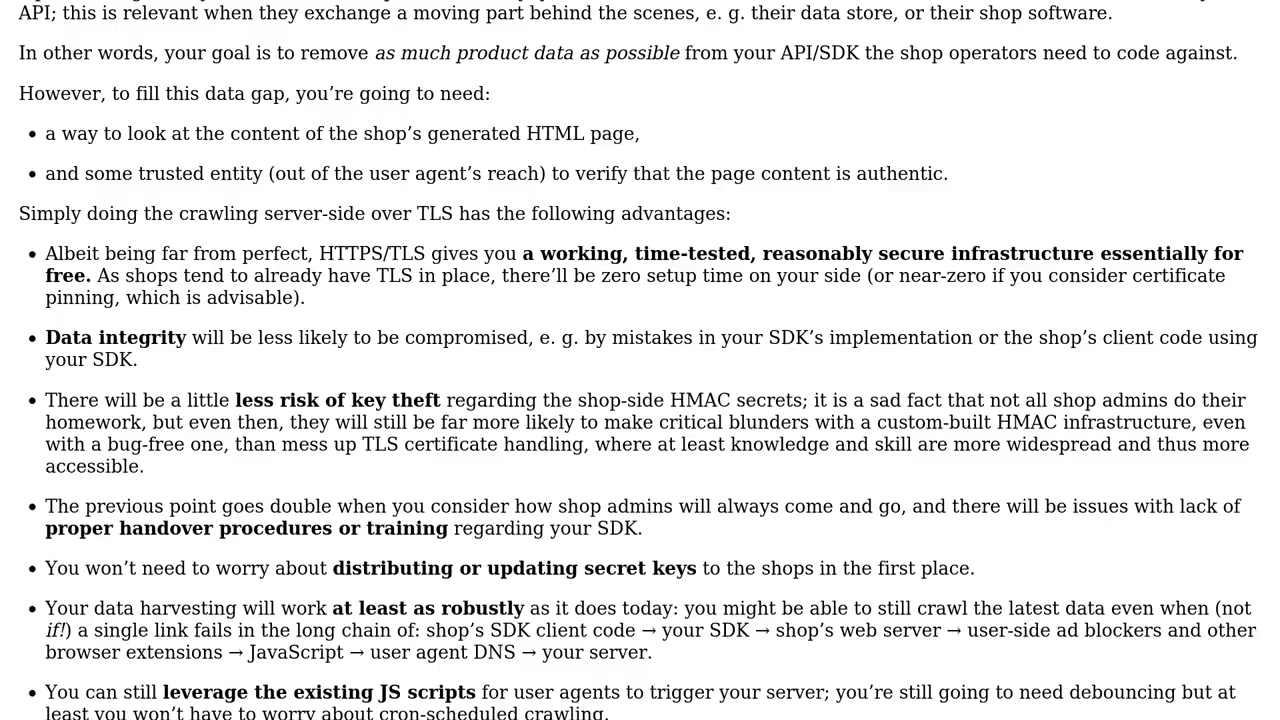 API; this is relevant when they exchange a moving part behind the scenes, e. g. their data store, or their shop software.
In other words, your goal is to remove as much product data as possible from your API/SDK the shop operators need to code against.
However, to fill this data gap, you’re going to need:
• a way to look at the content of the shop’s generated HTML page,
• and some trusted entity (out of the user agent’s reach) to verify that the page content is authentic.
Simply doing the crawling server-side over TLS has the following advantages:
• Albeit being far from perfect, HTTPS/TLS gives you a working, time-tested, reasonably secure infrastructure essentially for
free. As shops tend to already have TLS in place, there’ll be zero setup time on your side (or near-zero if you consider certificate
pinning, which is advisable).
• Data integrity will be less likely to be compromised, e. g. by mistakes in your SDK’s implementation or the shop’s client code using
your SDK.
• There will be a little less risk of key theft regarding the shop-side HMAC secrets; it is a sad fact that not all shop admins do their
homework, but even then, they will still be far more likely to make critical blunders with a custom-built HMAC infrastructure, even
with a bug-free one, than mess up TLS certificate handling, where at least knowledge and skill are more widespread and thus more
accessible.
• The previous point goes double when you consider how shop admins will always come and go, and there will be issues with lack of
proper handover procedures or training regarding your SDK.
• You won’t need to worry about distributing or updating secret keys to the shops in the first place.
• Your data harvesting will work at least as robustly as it does today: you might be able to still crawl the latest data even when (not
if!) a single link fails in the long chain of: shop’s SDK client code → your SDK → shop’s web server → user-side ad blockers and other
browser extensions → JavaScript → user agent DNS → your server.
• You can still leverage the existing JS scripts for user agents to trigger your server; you’re still going to need debouncing but at
least you won’t have to worry about cron-scheduled crawling.